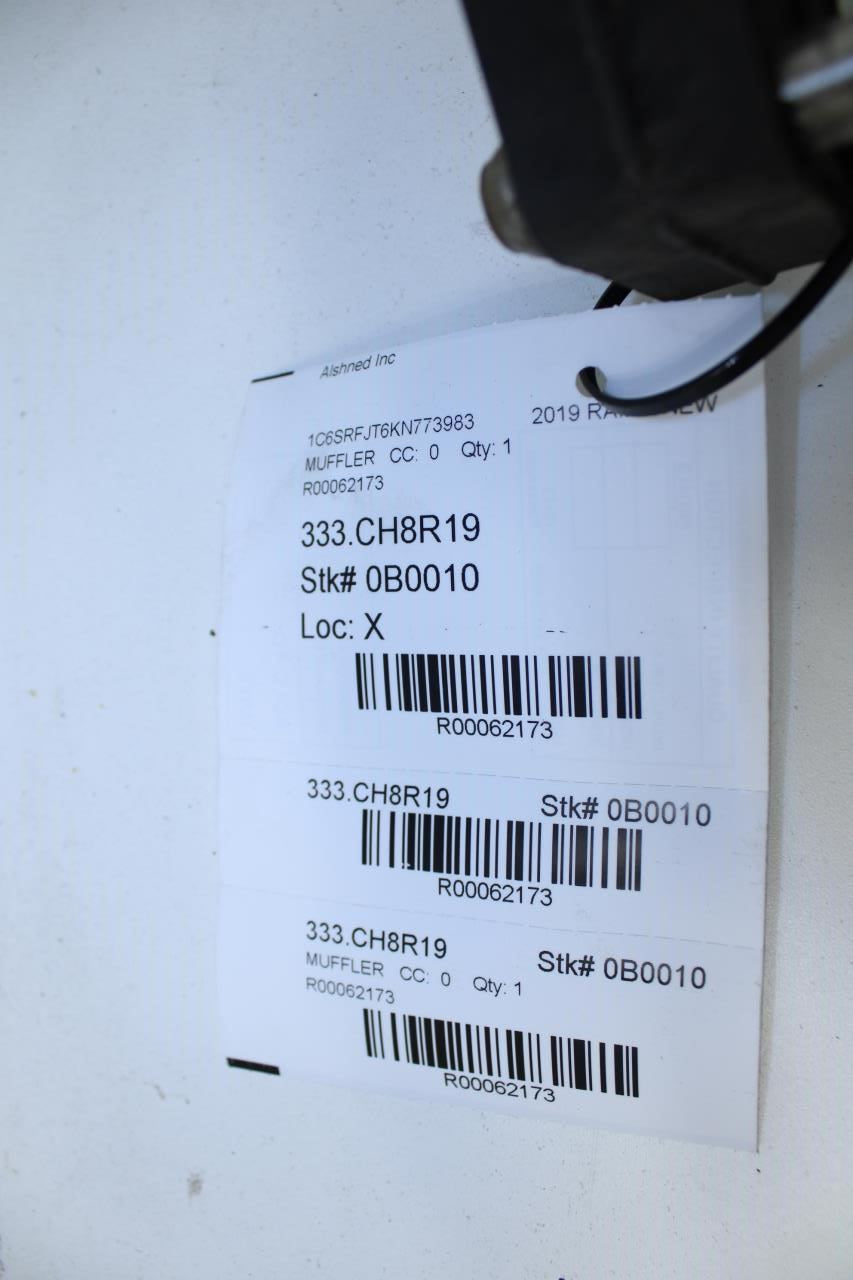 Alshned Inc
1C6SRFJT6KN773983 2019 NEW
MUFFLER CC: 0 Qty: 1
R00062173
333.CH8R19
Stk# 0B0010
Loc: X
R00062173
333.CH8R19 Stk# 0B0010
R00062173
333.CH8R19 Stk# 0B0010
MUFFLER CC: 0 Qty: 1
R00062173
R00062173